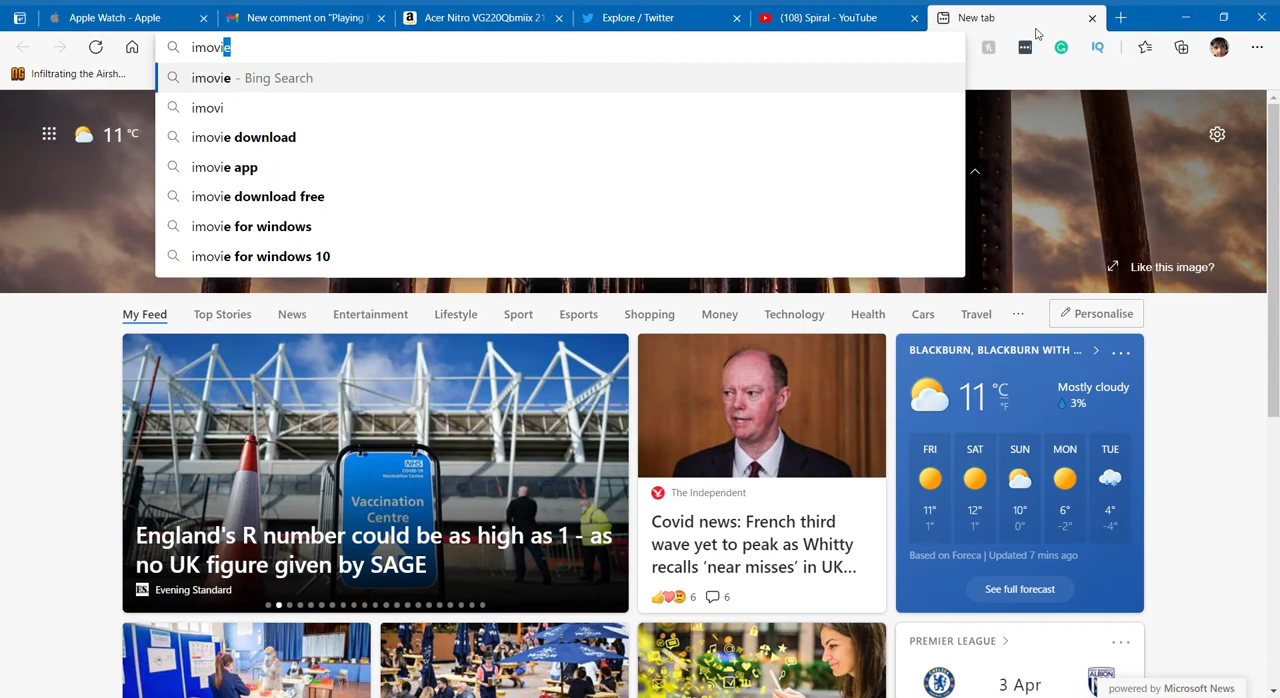 Apple Watch - Apple
New comment on "Playing
Acer Nitro VG220Qbmiix 21
Explore / Twitter
(108) Spiral - YouTube
New tab
imovie
IQ
Infiltrating the Airsh...
imovie - Bing Search
imovi
imovie download
imovie app
imovie download free
imovie for windows
imovie for windows 10
11 °C
Like this image?
My Feed
Top Stories
News
Entertainment
Lifestyle
Sport
Esports
Shopping
Money
Technology
Health
Cars
Travel
...
Personalise
NHS
Vaccination
Centre
England's R number could be as high as 1 - as
no UK figure given by SAGE
ES Evening Standard
The Independent
Covid news: French third
wave yet to peak as Whitty
recalls ‘near misses’ in UK...
6
6
BLACKBURN, BLACKBURN WITH ...
11 °C
°F
Mostly cloudy
3%
FRI SAT SUN MON TUE
11° 12° 10° 6° 4°
1° 1° 0° -2° -4°
Based on Foreca | Updated 7 mins ago
See full forecast
PREMIER LEAGUE
3 Apr
ALBION
powered by Microsoft News